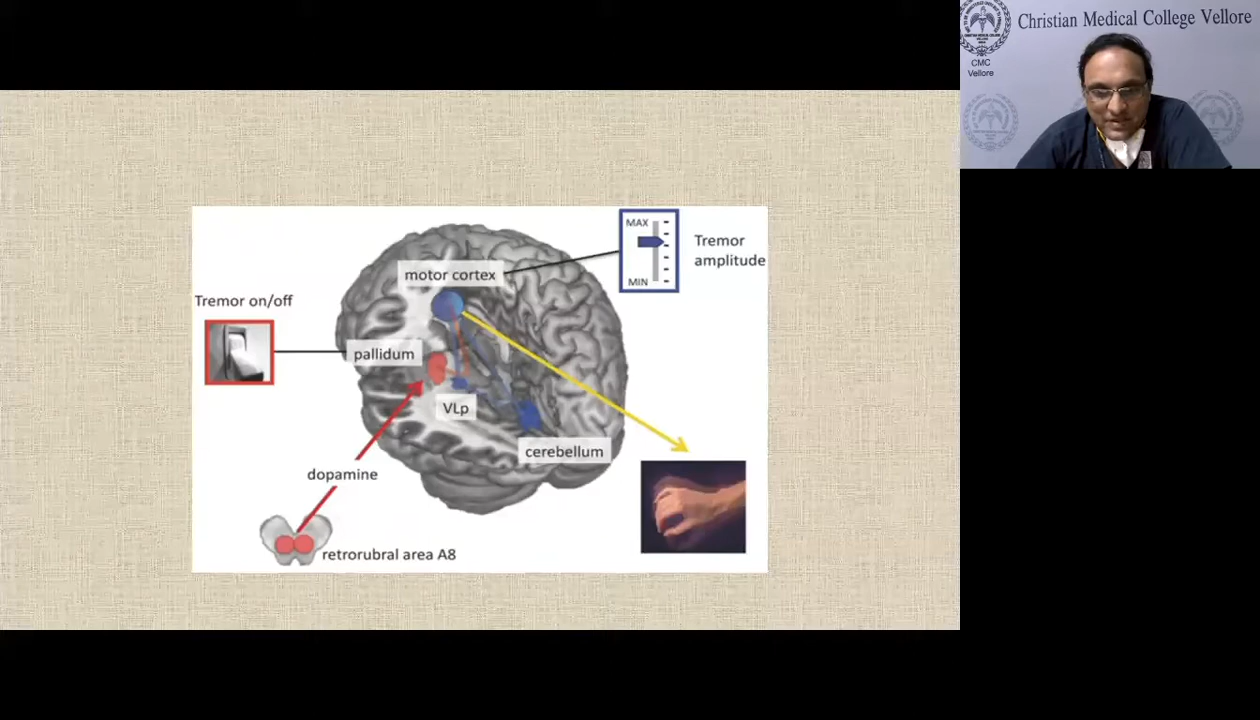 Christian Medical College Vellore
CMC
Vellore
MAX
MIN
Tremor
amplitude
motor cortex
Tremor on/off
pallidum
VLp
cerebellum
dopamine
retrorubral area A8